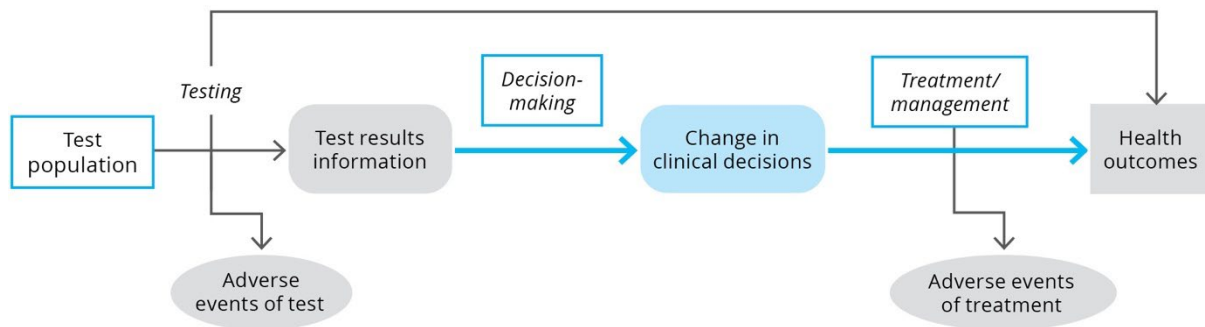 Testing
Decision-
making
Treatment/
management
Test
population
Test results
information
Change in
clinical decisions
Health
outcomes
Adverse
events of test
Adverse events
of treatment